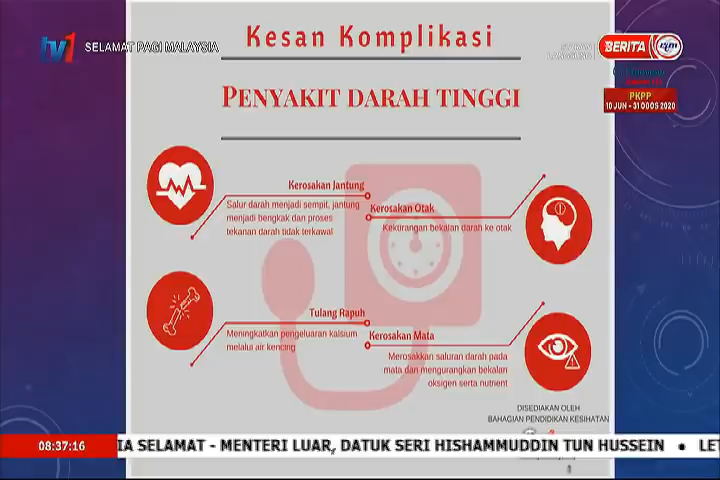 tv1
SELAMAT PAGI MALAYSIA
Kesan Komplikasi
PENYAKIT DARAH TINGGI
BERITA
PKPP
10 JUN - 31 OGOS 2020
Kerosakan Jantung
Salur darah menjadi sempit, jantung
menjadi bengkak dan proses
tekanan darah tidak terkawal
Kerosakan Otak
Kekurangan bekalan darah ke otak
Tulang Rapuh
Meningkatkan pengeluaran kalsium
melalui air kencing
Kerosakan Mata
Merosakkan saluran darah pada
mata dan mengurangkan bekalan
oksigen serta nutrient
DISEDIAKAN OLEH
BAHAGIAN PENDIDIKAN KESIHATAN
08:37:16
IA SELAMAT - MENTERI LUAR, DATUK SERI HISHAMMUDDIN TUN HUSSEIN • LE